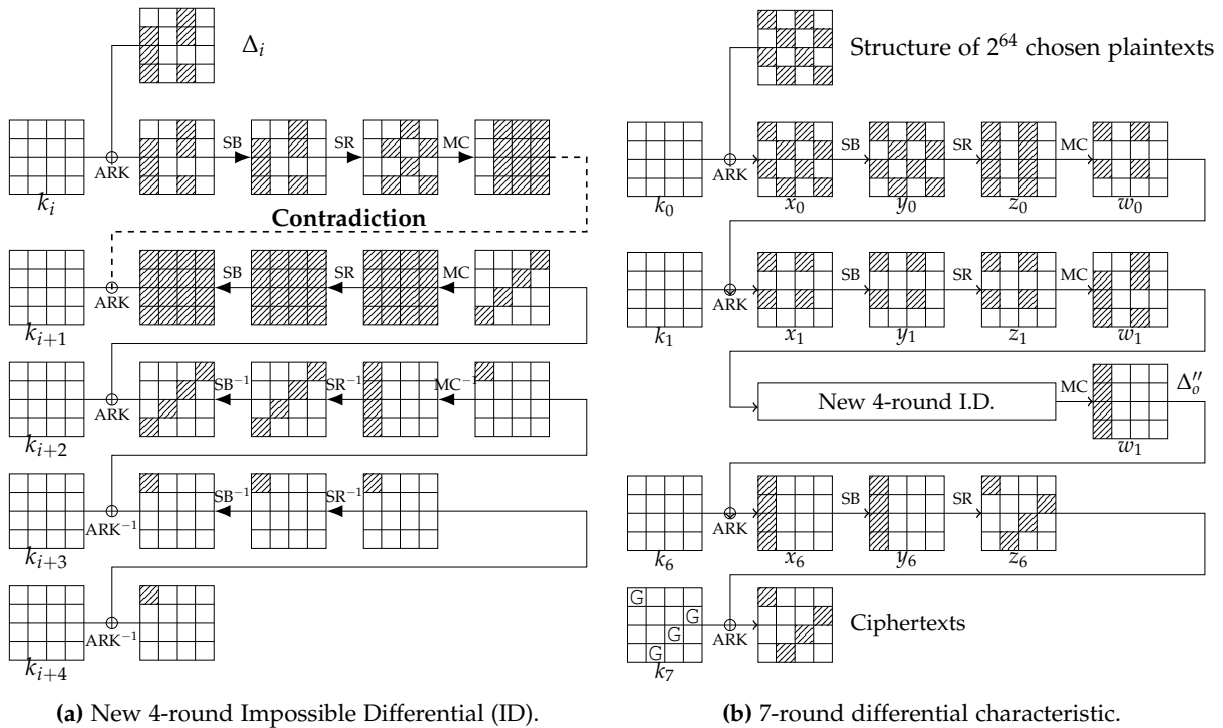 Δ_i
SB SR MC
ARK
k_i
Contradiction
SB SR MC
ARK
k_{i+1}
SB^{-1} SR^{-1} MC^{-1}
ARK
k_{i+2}
SB^{-1} SR^{-1}
ARK^{-1}
k_{i+3}
ARK^{-1}
k_{i+4}
(a) New 4-round Impossible Differential (ID).
Structure of 2^{64} chosen plaintexts
SB SR MC
ARK
k_0 x_0 y_0 z_0 w_0
SB SR MC
ARK
k_1 x_1 y_1 z_1 w_1
New 4-round I.D. MC Δ''_o
w_1
SB SR
ARK
k_6 x_6 y_6 z_6
G
G
G Ciphertexts
ARK
G
k_7
(b) 7-round differential characteristic.